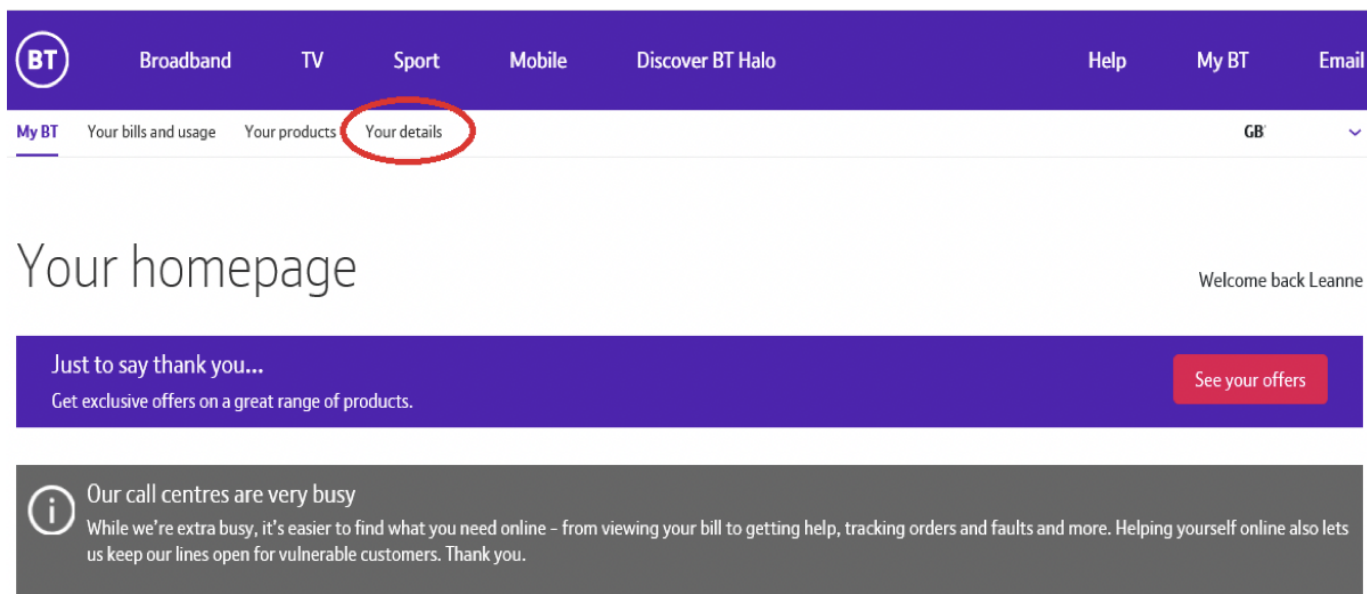 BT Broadband TV Sport Mobile Discover BT Halo Help My BT Email
My BT Your bills and usage Your products Your details GB
Your homepage
Welcome back Leanne
Just to say thank you...
Get exclusive offers on a great range of products.
See your offers
Our call centres are very busy
While we're extra busy, it's easier to find what you need online – from viewing your bill to getting help, tracking orders and faults and more. Helping yourself online also lets
us keep our lines open for vulnerable customers. Thank you.